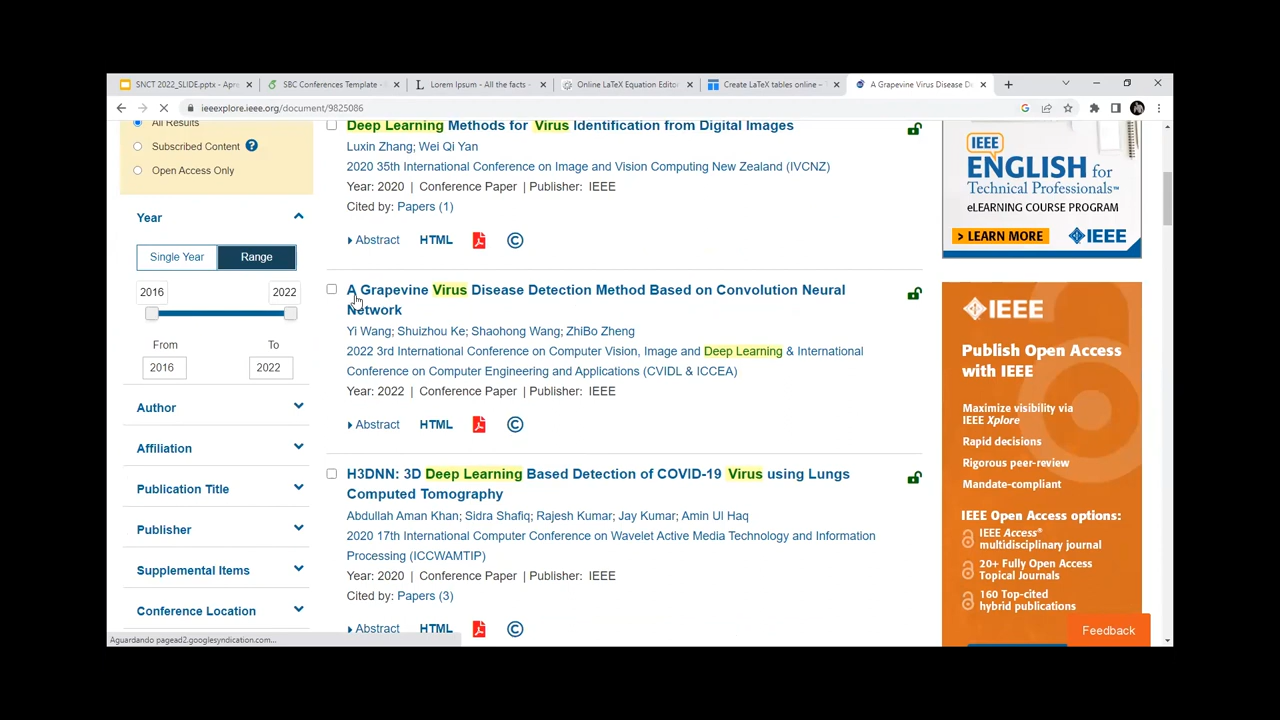 SNCT 2022_SLIDE.pptx - Apre
SBC Conferences Template -
Lorem Ipsum - All the facts -
Online LaTeX Equation Editor
Create LaTeX tables online –
A Grapevine Virus Disease De
ieeexplore.ieee.org/document/9825086
All Results
Subscribed Content
Open Access Only
Year
Single Year
Range
2016
2022
From
To
2016
2022
Author
Affiliation
Publication Title
Publisher
Supplemental Items
Conference Location
Deep Learning Methods for Virus Identification from Digital Images
Luxin Zhang; Wei Qi Yan
2020 35th International Conference on Image and Vision Computing New Zealand (IVCNZ)
Year: 2020 | Conference Paper | Publisher: IEEE
Cited by: Papers (1)
Abstract HTML ©
A Grapevine Virus Disease Detection Method Based on Convolution Neural
Network
Yi Wang; Shuizhou Ke; Shaohong Wang; ZhiBo Zheng
2022 3rd International Conference on Computer Vision, Image and Deep Learning & International
Conference on Computer Engineering and Applications (CVIDL & ICCEA)
Year: 2022 | Conference Paper | Publisher: IEEE
Abstract HTML ©
H3DNN: 3D Deep Learning Based Detection of COVID-19 Virus using Lungs
Computed Tomography
Abdullah Aman Khan; Sidra Shafiq; Rajesh Kumar; Jay Kumar; Amin Ul Haq
2020 17th International Computer Conference on Wavelet Active Media Technology and Information
Processing (ICCWAMTIP)
Year: 2020 | Conference Paper | Publisher: IEEE
Cited by: Papers (3)
Abstract HTML ©
IEEE
ENGLISH for
Technical Professionals™
eLEARNING COURSE PROGRAM
> LEARN MORE
IEEE
IEEE
Publish Open Access
with IEEE
Maximize visibility via
IEEE Xplore
Rapid decisions
Rigorous peer-review
Mandate-compliant
IEEE Open Access options:
IEEE Access®
multidisciplinary journal
20+ Fully Open Access
Topical Journals
160 Top-cited
hybrid publications
Feedback
Aguardando pagead2.googlesyndication.com...